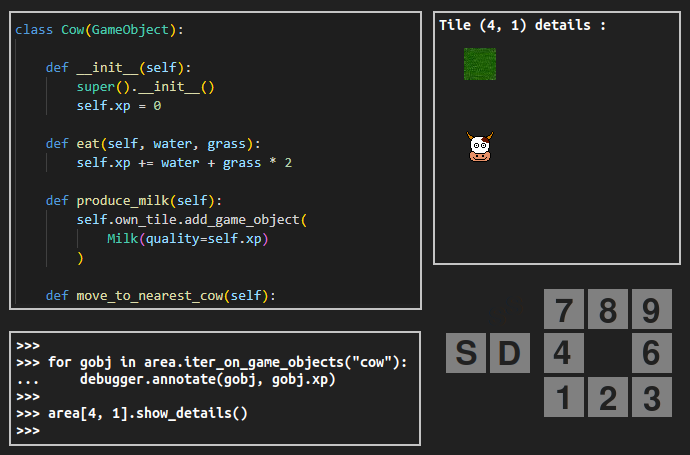 class Cow(GameObject):
def __init__(self):
super().__init__()
self.xp = 0
def eat(self, water, grass):
self.xp += water + grass * 2
def produce_milk(self):
self.own_tile.add_game_object(
Milk(quality=self.xp)
)
def move_to_nearest_cow(self):
>>>
>>> for gobj in area.iter_on_game_objects("cow"):
...     debugger.annotate(gobj, gobj.xp)
>>>
>>> area[4, 1].show_details()
>>>
Tile (4, 1) details :
7 8 9
S D 4 6
1 2 3